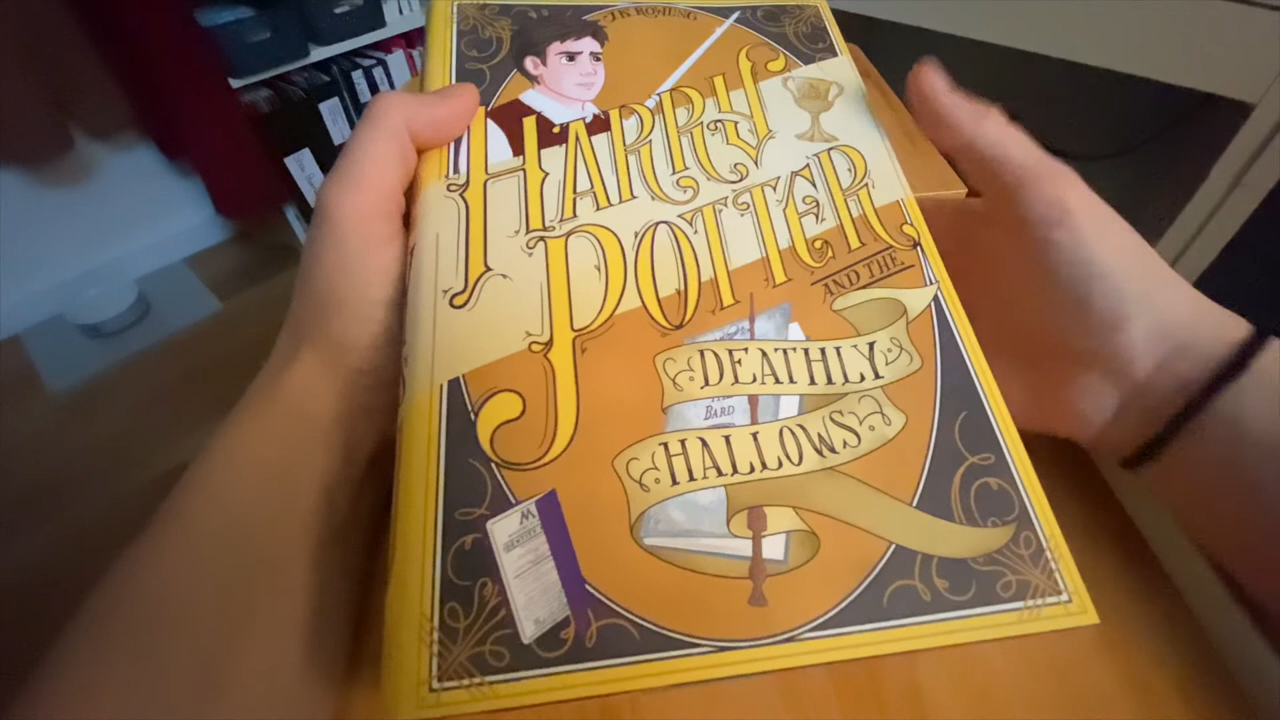 J.K. ROWLING
HARRY
POTTER
AND THE
DEATHLY
BARD
HALLOWS
M